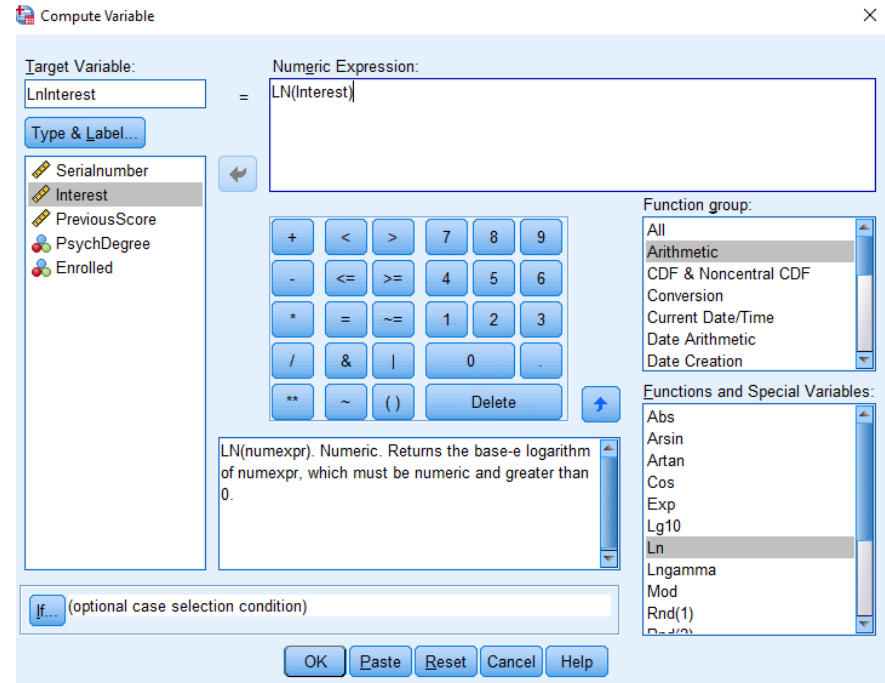 Compute Variable
Target Variable:
LnInterest
=
Numeric Expression:
LN(Interest)
Type & Label...
Serialnumber
Interest
PreviousScore
PsychDegree
Enrolled
+ < > 7 8 9
- <= >= 4 5 6
* = ~= 1 2 3
/ & | 0 .
** ~ ( ) Delete
LN(numexpr). Numeric. Returns the base-e logarithm
of numexpr, which must be numeric and greater than
0.
Function group:
All
Arithmetic
CDF & Noncentral CDF
Conversion
Current Date/Time
Date Arithmetic
Date Creation
Functions and Special Variables:
Abs
Arsin
Artan
Cos
Exp
Lg10
Ln
Lngamma
Mod
Rnd(1)
If... (optional case selection condition)
OK Paste Reset Cancel Help